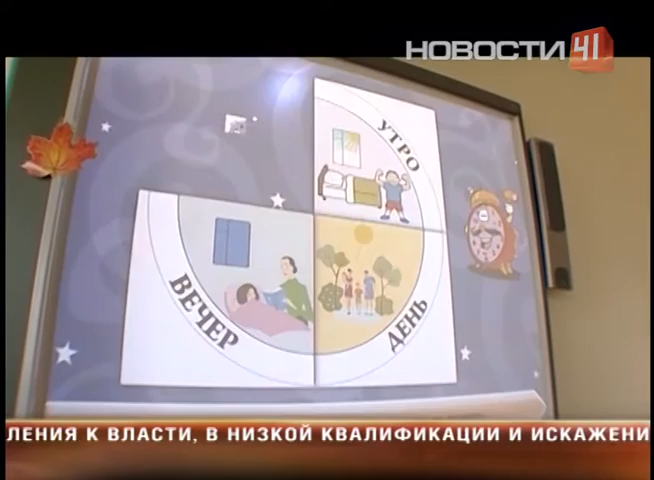 НОВОСТИ 41
УТРО
ВЕЧЕР
ДЕНЬ
ЛЕНИЯ К ВЛАСТИ, В НИЗКОЙ КВАЛИФИКАЦИИ И ИСКАЖЕНИ